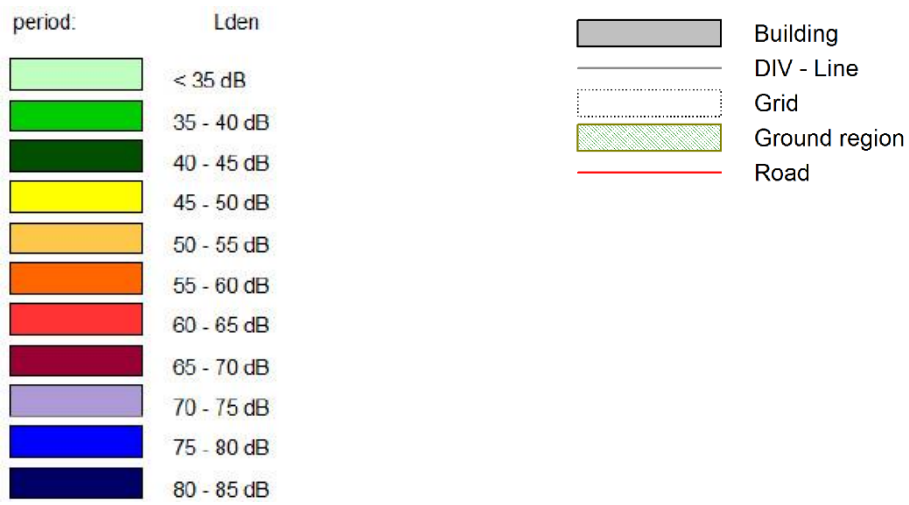 period: Lden
< 35 dB
35 - 40 dB
40 - 45 dB
45 - 50 dB
50 - 55 dB
55 - 60 dB
60 - 65 dB
65 - 70 dB
70 - 75 dB
75 - 80 dB
80 - 85 dB
Building
DIV - Line
Grid
Ground region
Road